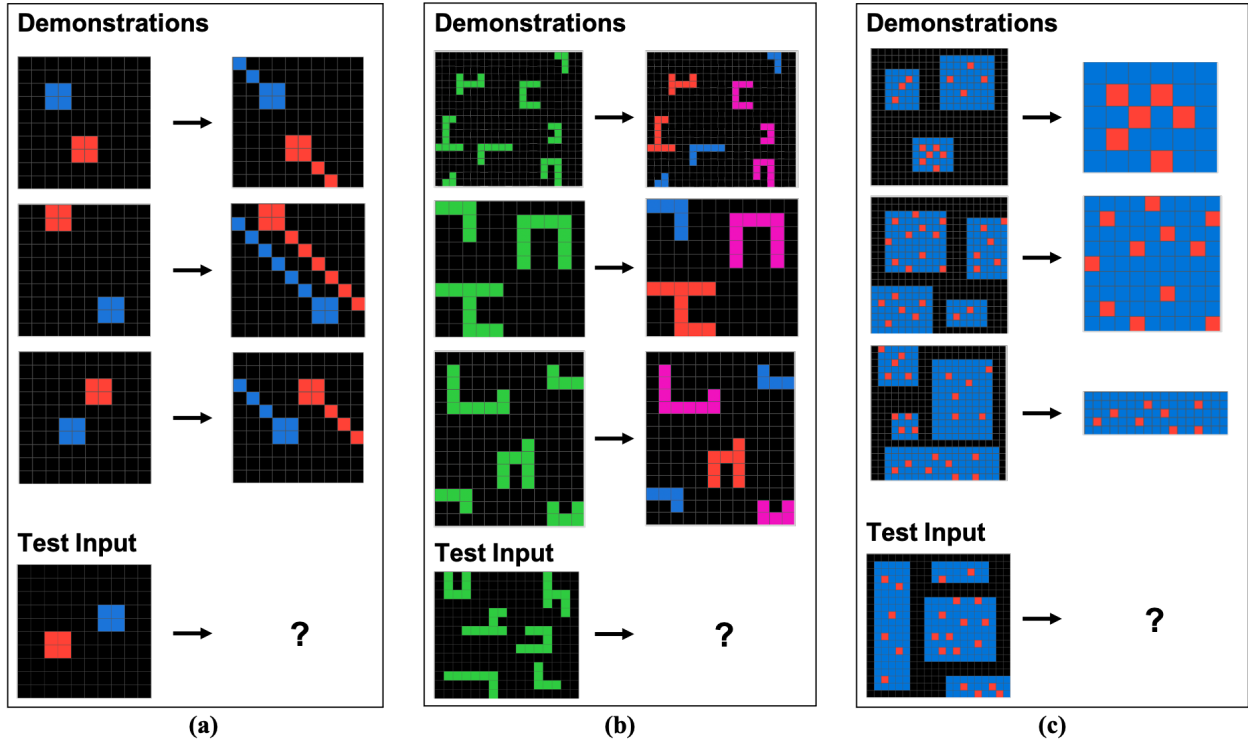 Demonstrations
Test Input
?
(a)
Demonstrations
Test Input
?
(b)
Demonstrations
Test Input
?
(c)